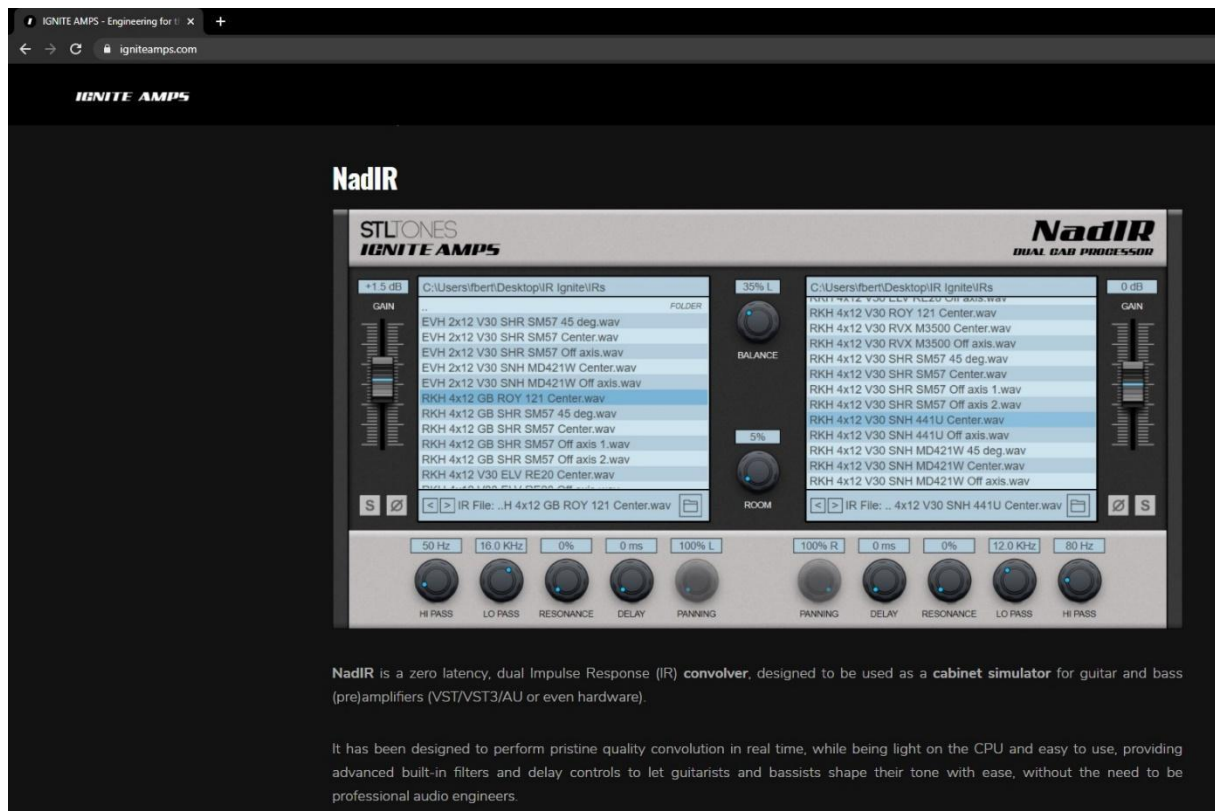 IGNITE AMPS - Engineering for t
igniteamps.com
IGNITE AMPS
NadIR
STLTONES
IGNITE AMPS
NadIR
DUAL CAB PROCESSOR
+1.5 dB
GAIN
C:\Users\fbert\Desktop\IR Ignite\IRs
..
FOLDER
EVH 2x12 V30 SHR SM57 45 deg.wav
EVH 2x12 V30 SHR SM57 Center.wav
EVH 2x12 V30 SHR SM57 Off axis.wav
EVH 2x12 V30 SNH MD421W Center.wav
EVH 2x12 V30 SNH MD421W Off axis.wav
RKH 4x12 GB ROY 121 Center.wav
RKH 4x12 GB SHR SM57 45 deg.wav
RKH 4x12 GB SHR SM57 Center.wav
RKH 4x12 GB SHR SM57 Off axis 1.wav
RKH 4x12 GB SHR SM57 Off axis 2.wav
RKH 4x12 V30 ELV RE20 Center.wav
S Ø
< > IR File: ..H 4x12 GB ROY 121 Center.wav
35% L
BALANCE
5%
ROOM
C:\Users\fbert\Desktop\IR Ignite\IRs
RKH 4x12 V30 ELV RE20 Off axis.wav
RKH 4x12 V30 ROY 121 Center.wav
RKH 4x12 V30 RVX M3500 Center.wav
RKH 4x12 V30 RVX M3500 Off axis.wav
RKH 4x12 V30 SHR SM57 45 deg.wav
RKH 4x12 V30 SHR SM57 Center.wav
RKH 4x12 V30 SHR SM57 Off axis 1.wav
RKH 4x12 V30 SHR SM57 Off axis 2.wav
RKH 4x12 V30 SNH 441U Center.wav
RKH 4x12 V30 SNH 441U Off axis.wav
RKH 4x12 V30 SNH MD421W 45 deg.wav
RKH 4x12 V30 SNH MD421W Center.wav
RKH 4x12 V30 SNH MD421W Off axis.wav
< > IR File: .. 4x12 V30 SNH 441U Center.wav
0 dB
GAIN
Ø S
50 Hz 16.0 KHz 0% 0 ms 100% L
HI PASS LO PASS RESONANCE DELAY PANNING
100% R 0 ms 0% 12.0 KHz 80 Hz
PANNING DELAY RESONANCE LO PASS HI PASS
NadIR is a zero latency, dual Impulse Response (IR) convolver, designed to be used as a cabinet simulator for guitar and bass
(pre)amplifiers (VST/VST3/AU or even hardware).
It has been designed to perform pristine quality convolution in real time, while being light on the CPU and easy to use, providing
advanced built-in filters and delay controls to let guitarists and bassists shape their tone with ease, without the need to be
professional audio engineers.